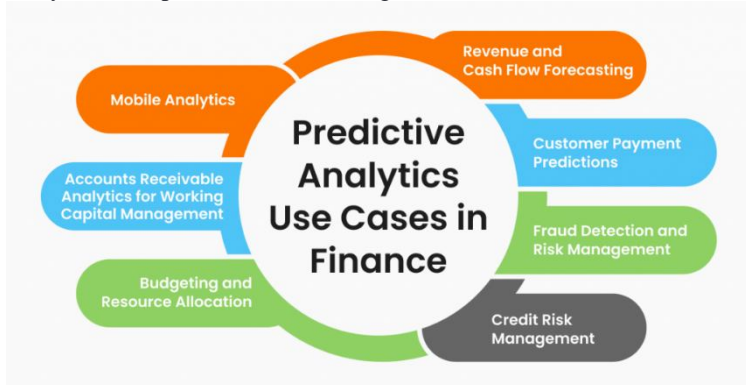 Predictive
Analytics
Use Cases in
Finance
Revenue and
Cash Flow Forecasting
Customer Payment
Predictions
Fraud Detection and
Risk Management
Credit Risk
Management
Budgeting and
Resource Allocation
Accounts Receivable
Analytics for Working
Capital Management
Mobile Analytics